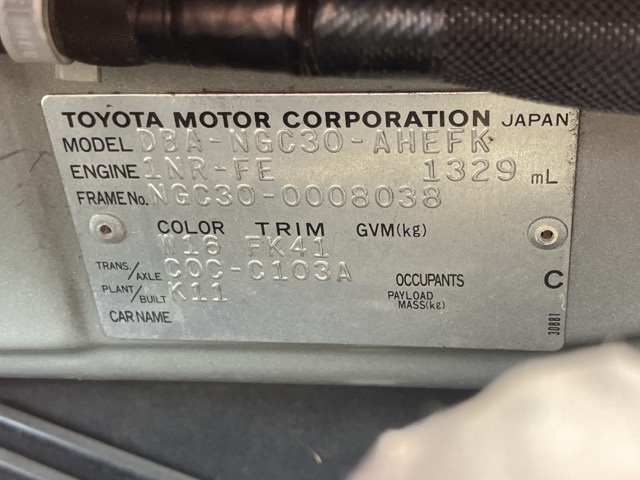 TOYOTA MOTOR CORPORATION JAPAN
MODEL DBA-NGC30-AHEFK
ENGINE 1NR-FE 1329 mL
FRAME No. NGC30-0008038
COLOR TRIM GVM(kg)
W16 FK41
TRANS./AXLE COC-C103A OCCUPANTS C
PLANT/BUILT K11 PAYLOAD MASS(kg)
CAR NAME
30881